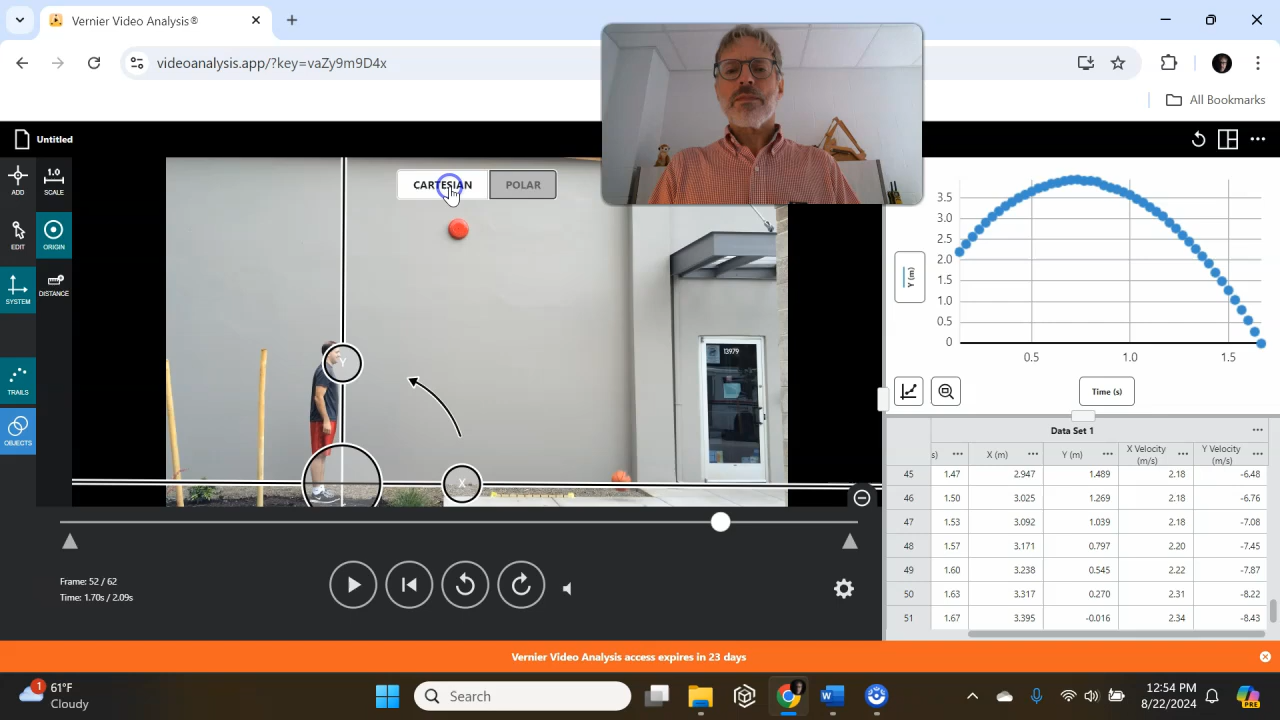 Vernier Video Analysis®
videoanalysis.app/?key=vaZy9m9D4x
All Bookmarks
Untitled
ADD
1.0
SCALE
EDIT
ORIGIN
SYSTEM
DISTANCE
TRAILS
OBJECTS
CARTESIAN
POLAR
Y
X
13979
Frame: 52 / 62
Time: 1.70s / 2.09s
Y (m)
3.5
3.0
2.5
2.0
1.5
1.0
0.5
0
0.5 1.0 1.5
Time (s)
Data Set 1
s) X (m) Y (m) X Velocity (m/s) Y Velocity (m/s)
45 1.47 2.947 1.489 2.18 -6.48
46 1.50 3.025 1.269 2.18 -6.76
47 1.53 3.092 1.039 2.18 -7.08
48 1.57 3.171 0.797 2.20 -7.45
49 1.60 3.238 0.545 2.22 -7.87
50 1.63 3.317 0.270 2.31 -8.22
51 1.67 3.395 -0.016 2.34 -8.43
Vernier Video Analysis access expires in 23 days
1
61°F
Cloudy
Search
12:54 PM
8/22/2024
PRE